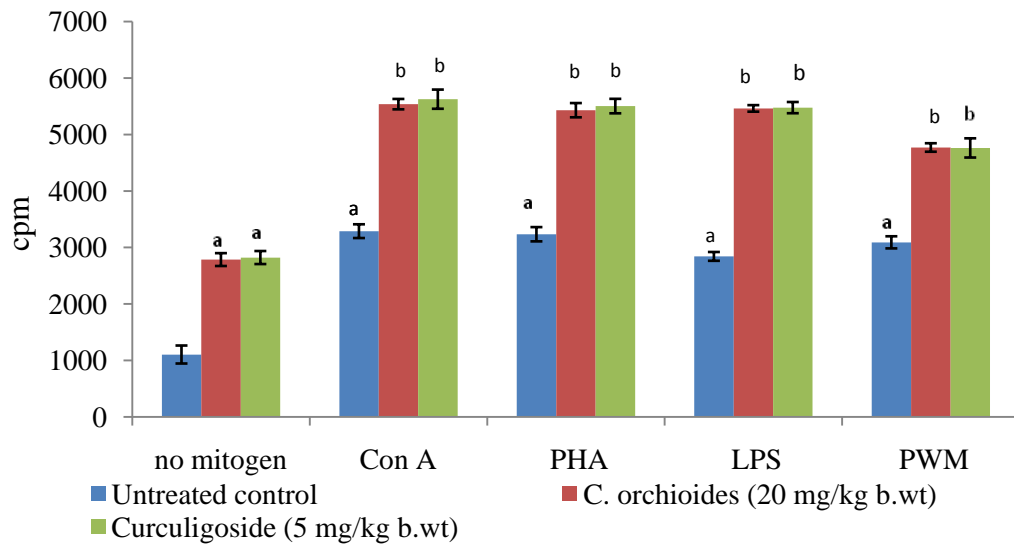 7000
6000
5000
4000
3000
2000
1000
0
cpm
a a
a b b
a b b
a b b
a b b
no mitogen Con A PHA LPS PWM
Untreated control C. orchioides (20 mg/kg b.wt)
Curculigoside (5 mg/kg b.wt)